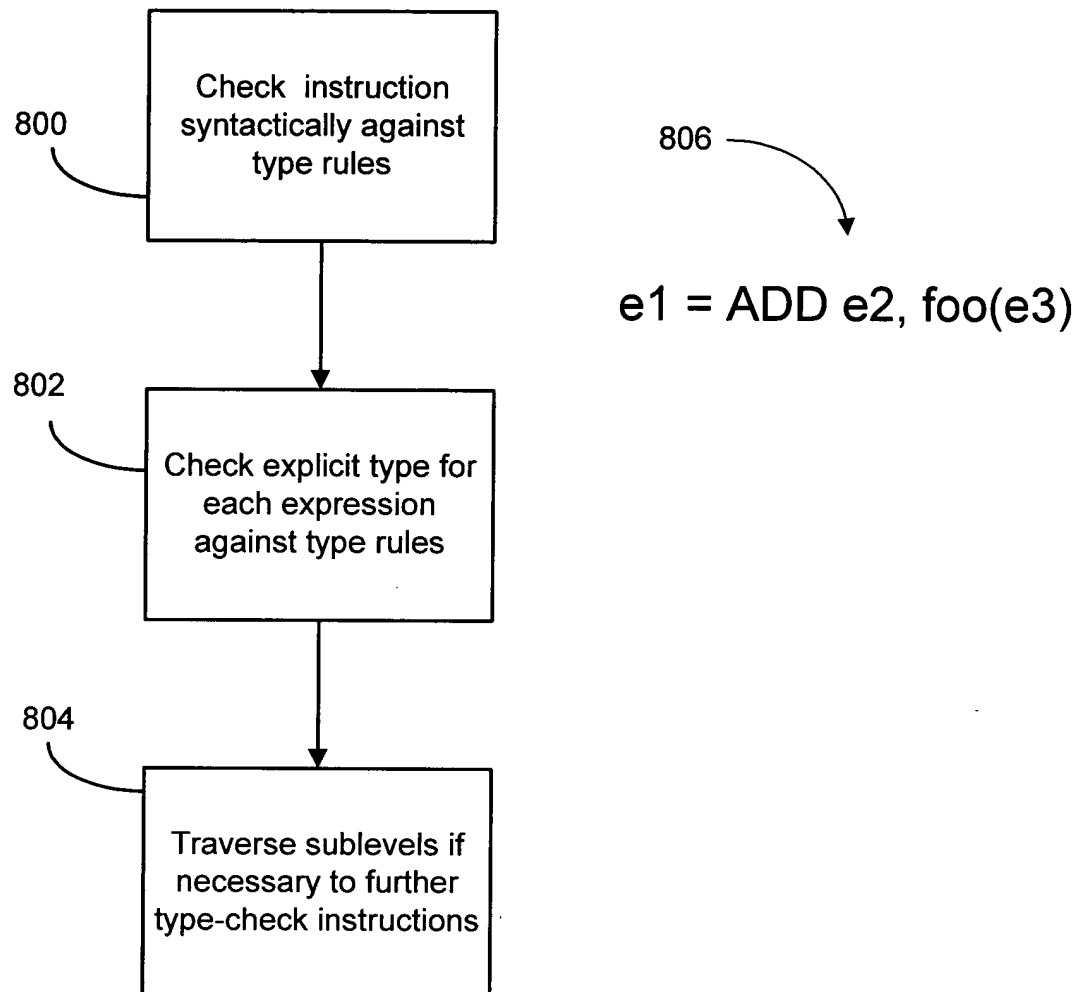 800
Check instruction
syntactically against
type rules
806
e1 = ADD e2, foo(e3)
802
Check explicit type for
each expression
against type rules
804
Traverse sublevels if
necessary to further
type-check instructions